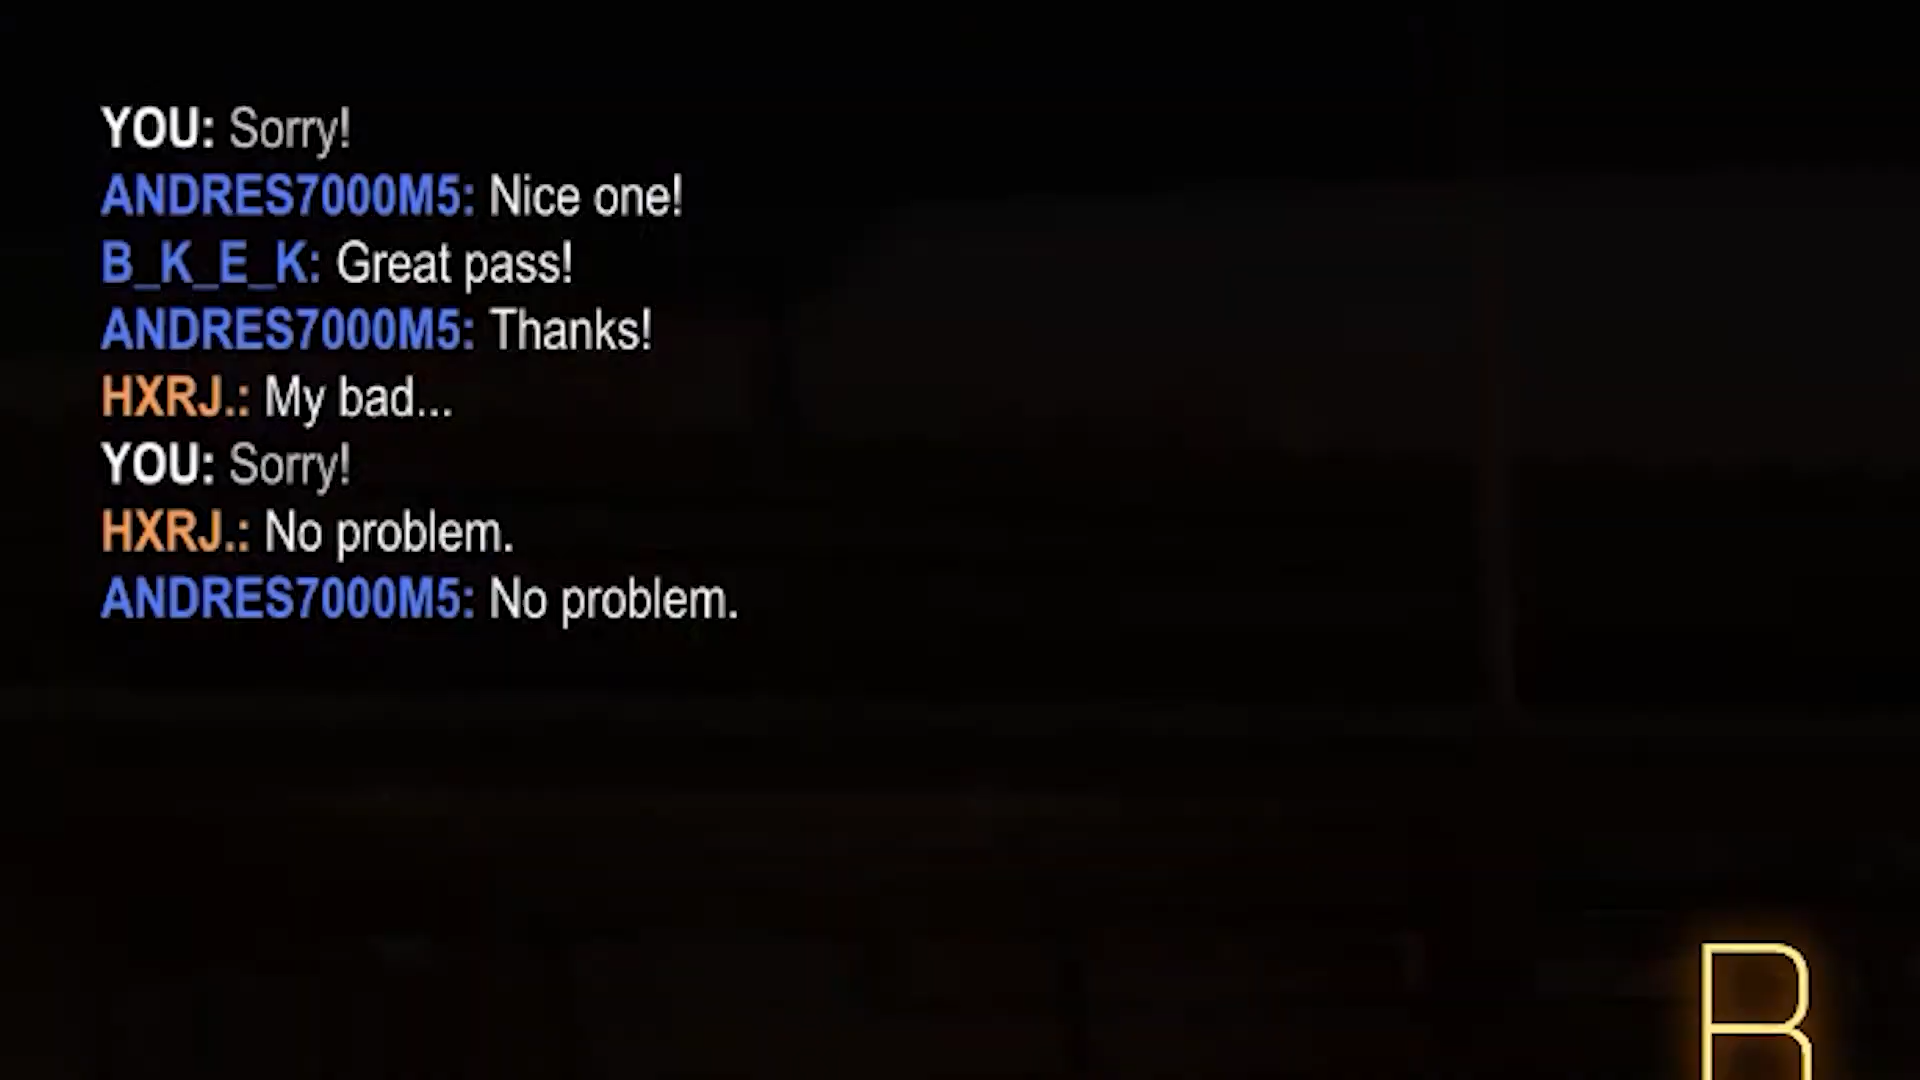 YOU: Sorry!
ANDRES7000M5: Nice one!
B_K_E_K: Great pass!
ANDRES7000M5: Thanks!
HXRJ.: My bad...
YOU: Sorry!
HXRJ.: No problem.
ANDRES7000M5: No problem.
B